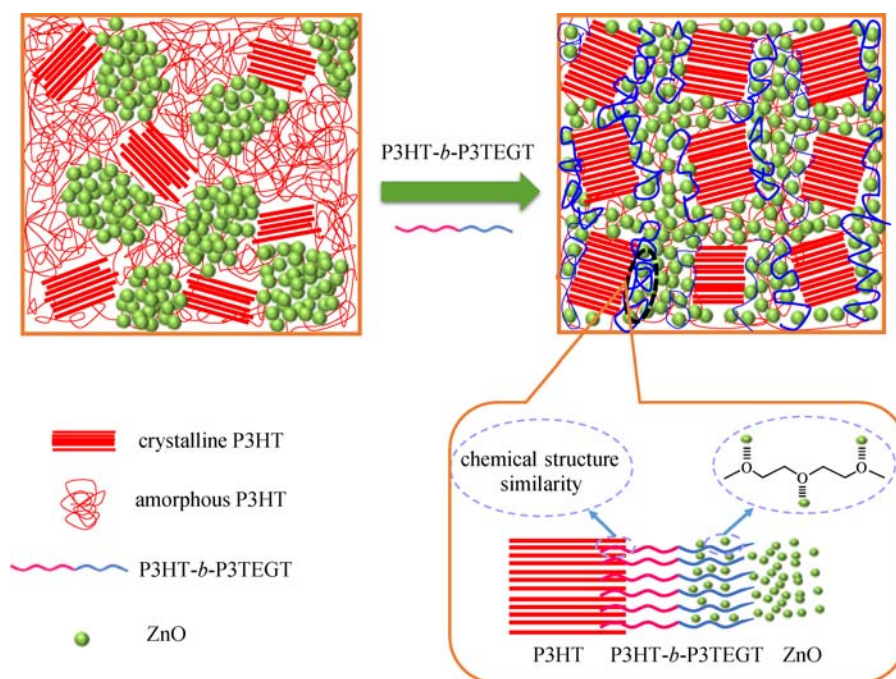 P3HT-b-P3TEGT
crystalline P3HT
amorphous P3HT
P3HT-b-P3TEGT
ZnO
chemical structure
similarity
O
O
O
P3HT
P3HT-b-P3TEGT
ZnO